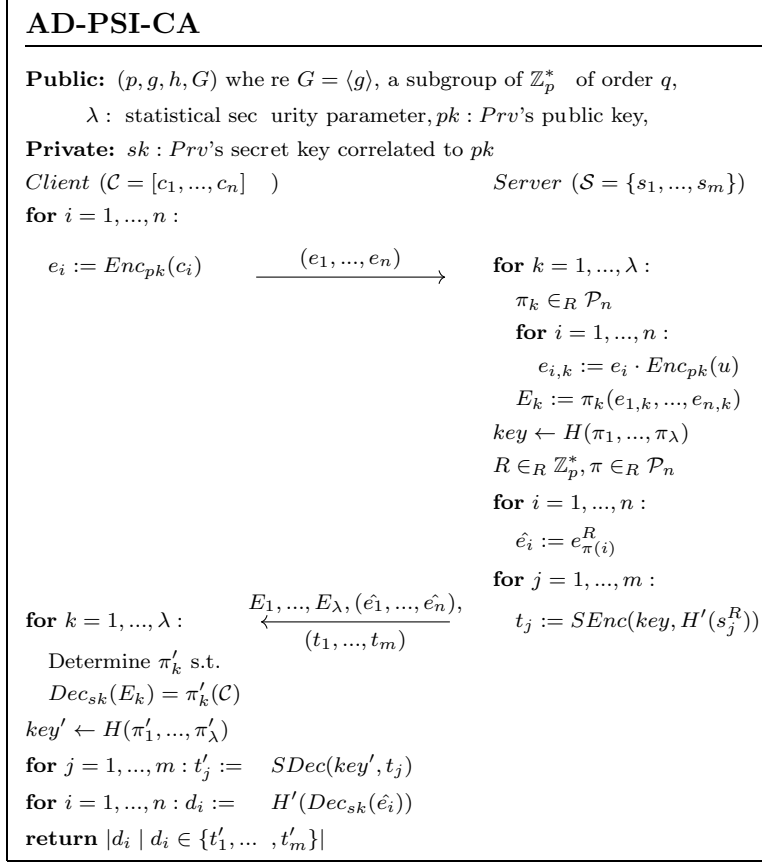 AD-PSI-CA
Public: (p, g, h, G) whe re G = ⟨g⟩, a subgroup of ℤ*_p of order q,
λ : statistical sec urity parameter, pk : Prv's public key,
Private: sk : Prv's secret key correlated to pk
Client (𝒞 = [c_1, ..., c_n] ) Server (𝒮 = {s_1, ..., s_m})
for i = 1, ..., n :
e_i := Enc_pk(c_i) (e_1, ..., e_n) → for k = 1, ..., λ :
π_k ∈_R 𝒫_n
for i = 1, ..., n :
e_{i,k} := e_i · Enc_pk(u)
E_k := π_k(e_{1,k}, ..., e_{n,k})
key ← H(π_1, ..., π_λ)
R ∈_R ℤ*_p, π ∈_R 𝒫_n
for i = 1, ..., n :
ê_i := e^R_{π(i)}
for j = 1, ..., m :
for k = 1, ..., λ : E_1, ..., E_λ, (ê_1, ..., ê_n), ← (t_1, ..., t_m) t_j := SEnc(key, H'(s_j^R))
Determine π'_k s.t.
Dec_sk(E_k) = π'_k(𝒞)
key' ← H(π'_1, ..., π'_λ)
for j = 1, ..., m : t'_j := SDec(key', t_j)
for i = 1, ..., n : d_i := H'(Dec_sk(ê_i))
return |d_i | d_i ∈ {t'_1, ... , t'_m}|